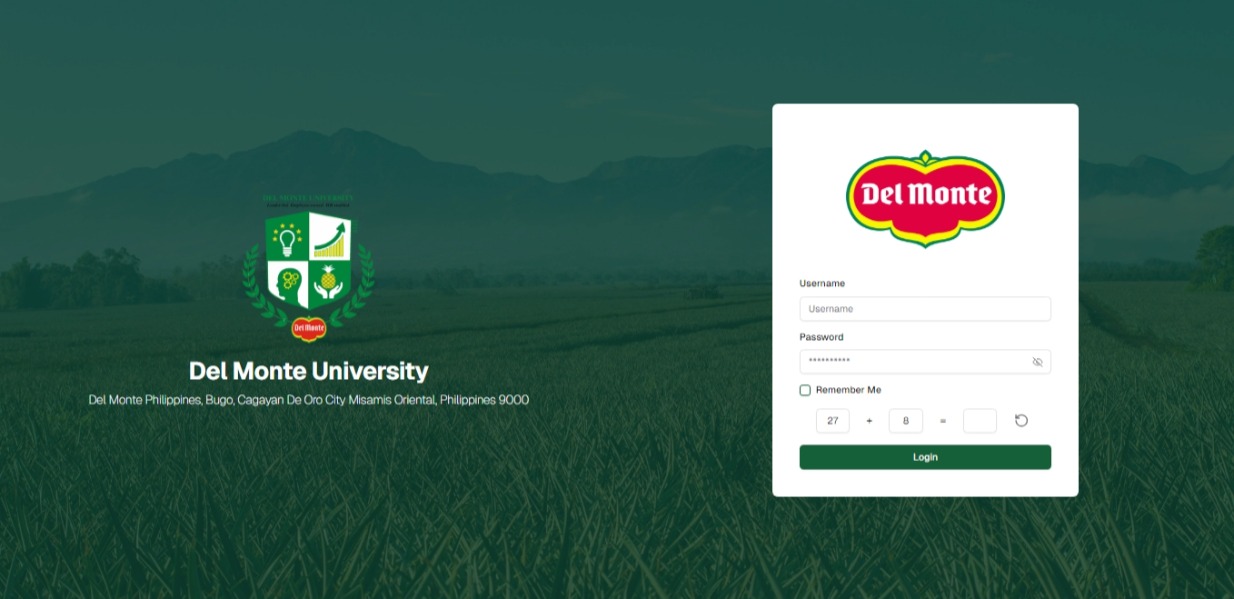 DEL MONTE UNIVERSITY
Del Monte
Del Monte University
Del Monte Philippines, Bugo, Cagayan De Oro City Misamis Oriental, Philippines 9000
Del Monte
Username
Username
Password
**********
Remember Me
27 + 8 =
Login